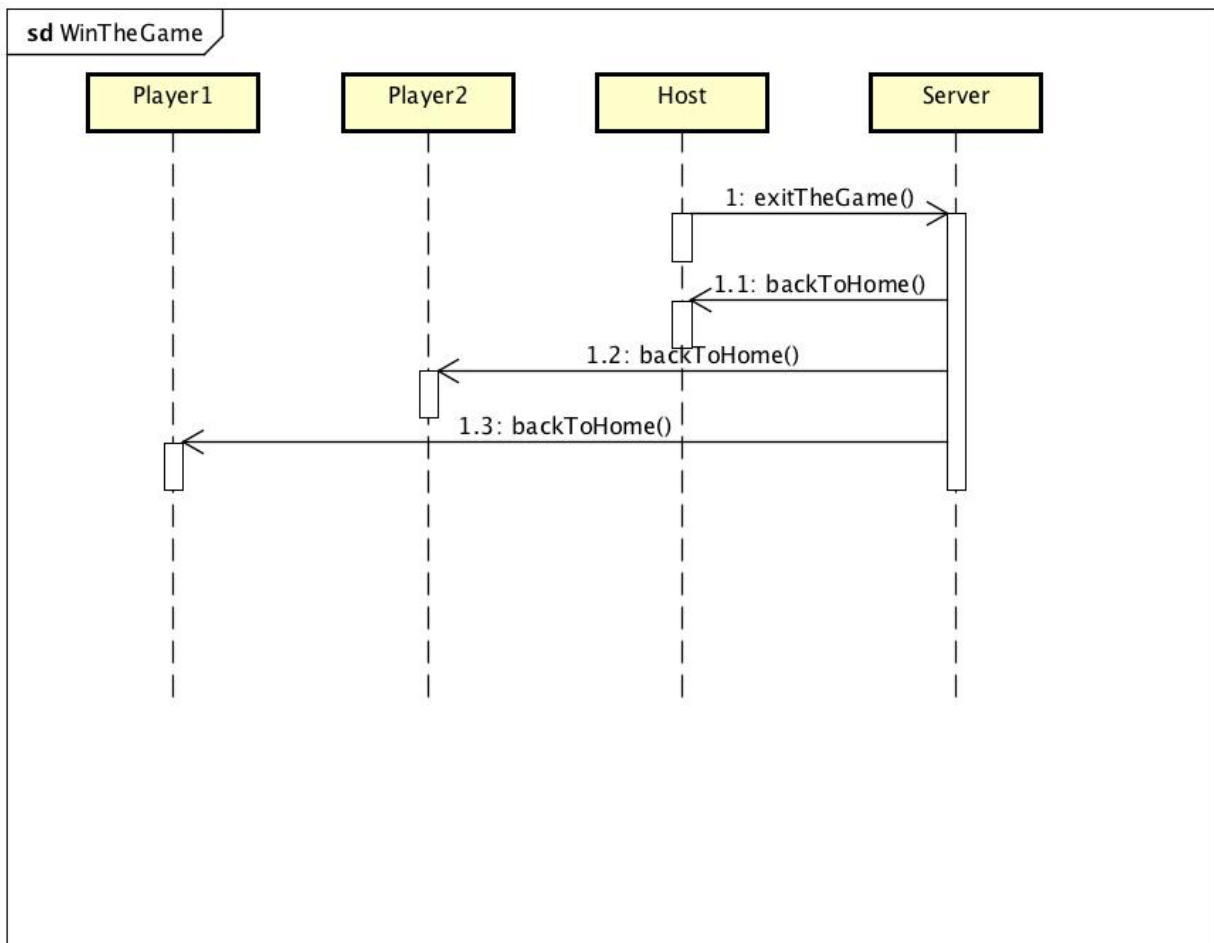 sd WinTheGame
Player1
Player2
Host
Server
1: exitTheGame()
1.1: backToHome()
1.2: backToHome()
1.3: backToHome()